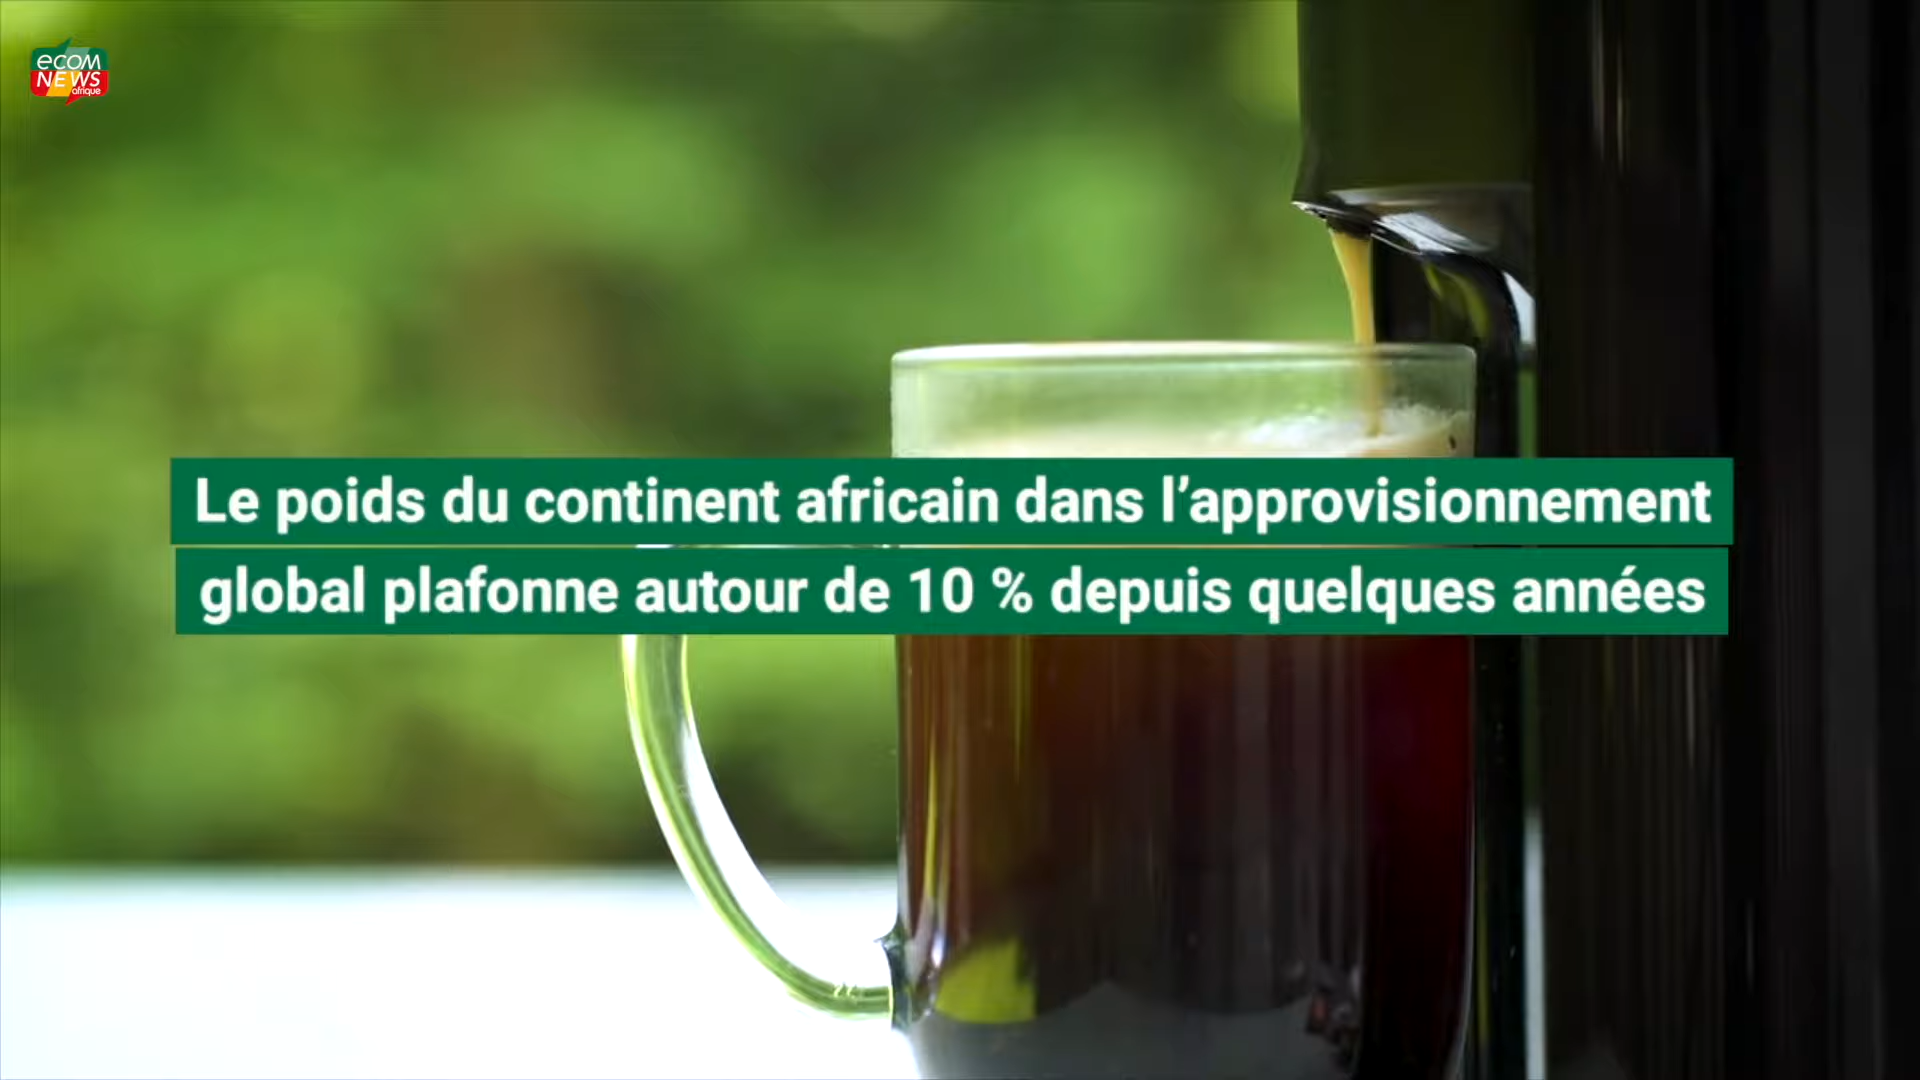 ecom
NEWS
afrique
Le poids du continent africain dans l’approvisionnement
global plafonne autour de 10 % depuis quelques années